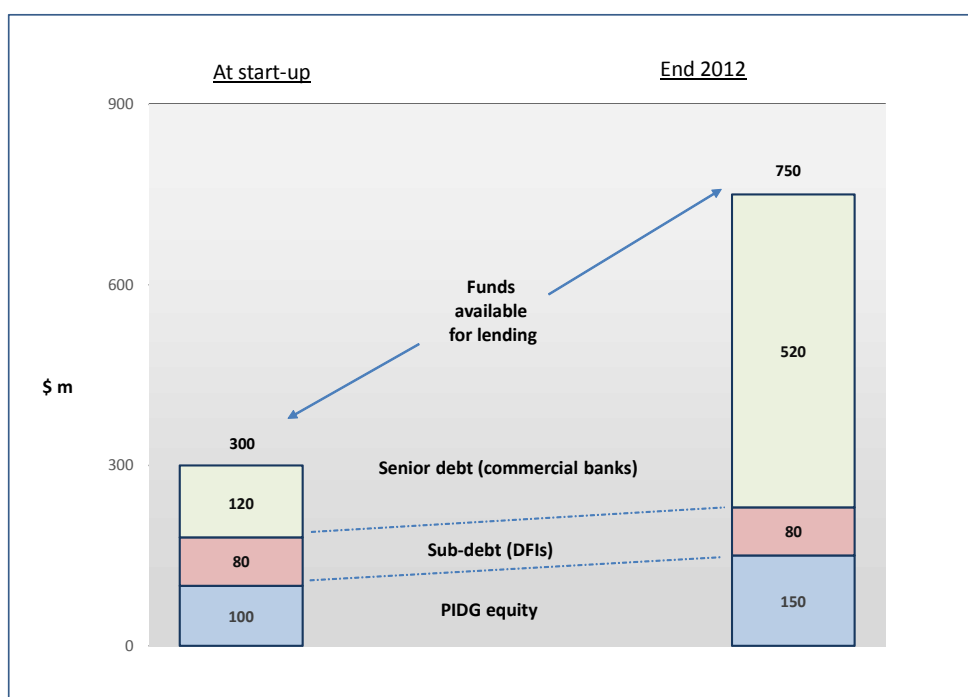 At start-up
End 2012
900
750
600
Funds
available
for lending
520
$ m
300
300
Senior debt (commercial banks)
120
80
Sub-debt (DFIs)
80
100
PIDG equity
150
0